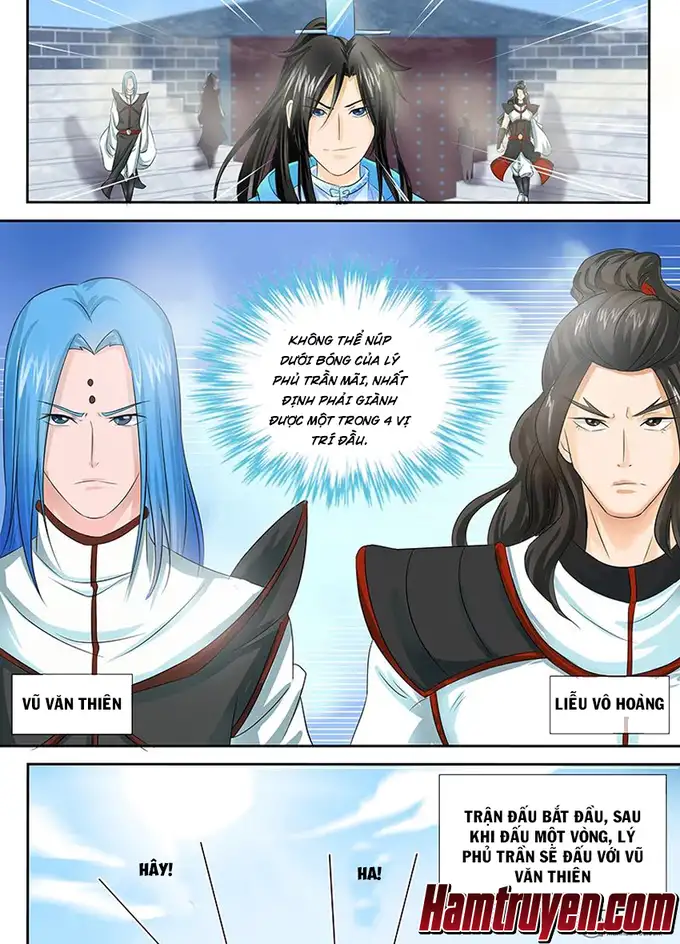 KHÔNG THỂ NÚP
DƯỚI BÓNG CỦA LÝ
PHỦ TRẦN MÃI, NHẤT
ĐỊNH PHẢI GIÀNH
ĐƯỢC MỘT TRONG 4 VỊ
TRÍ ĐẦU.
VŨ VĂN THIÊN
LIỄU VÔ HOÀNG
TRẬN ĐẤU BẮT ĐẦU, SAU
KHI ĐẤU MỘT VÒNG, LÝ
PHỦ TRẦN SẼ ĐẤU VỚI VŨ
VĂN THIÊN
HÂY!
HA!
Hamtruyen.com